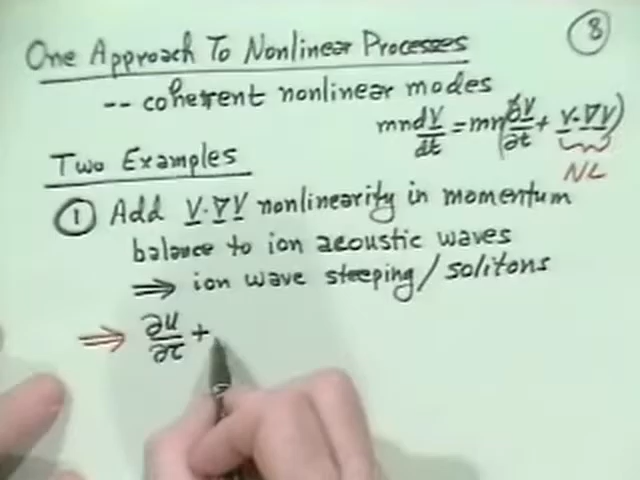 8
One Approach To Nonlinear Processes
-- coherent nonlinear modes
mn dV/dt = mn(∂V/∂t + V·∇V)
NL
Two Examples
① Add V·∇V nonlinearity in momentum
balance to ion acoustic waves
⇒ ion wave steeping/solitons
⇒ ∂U/∂τ +